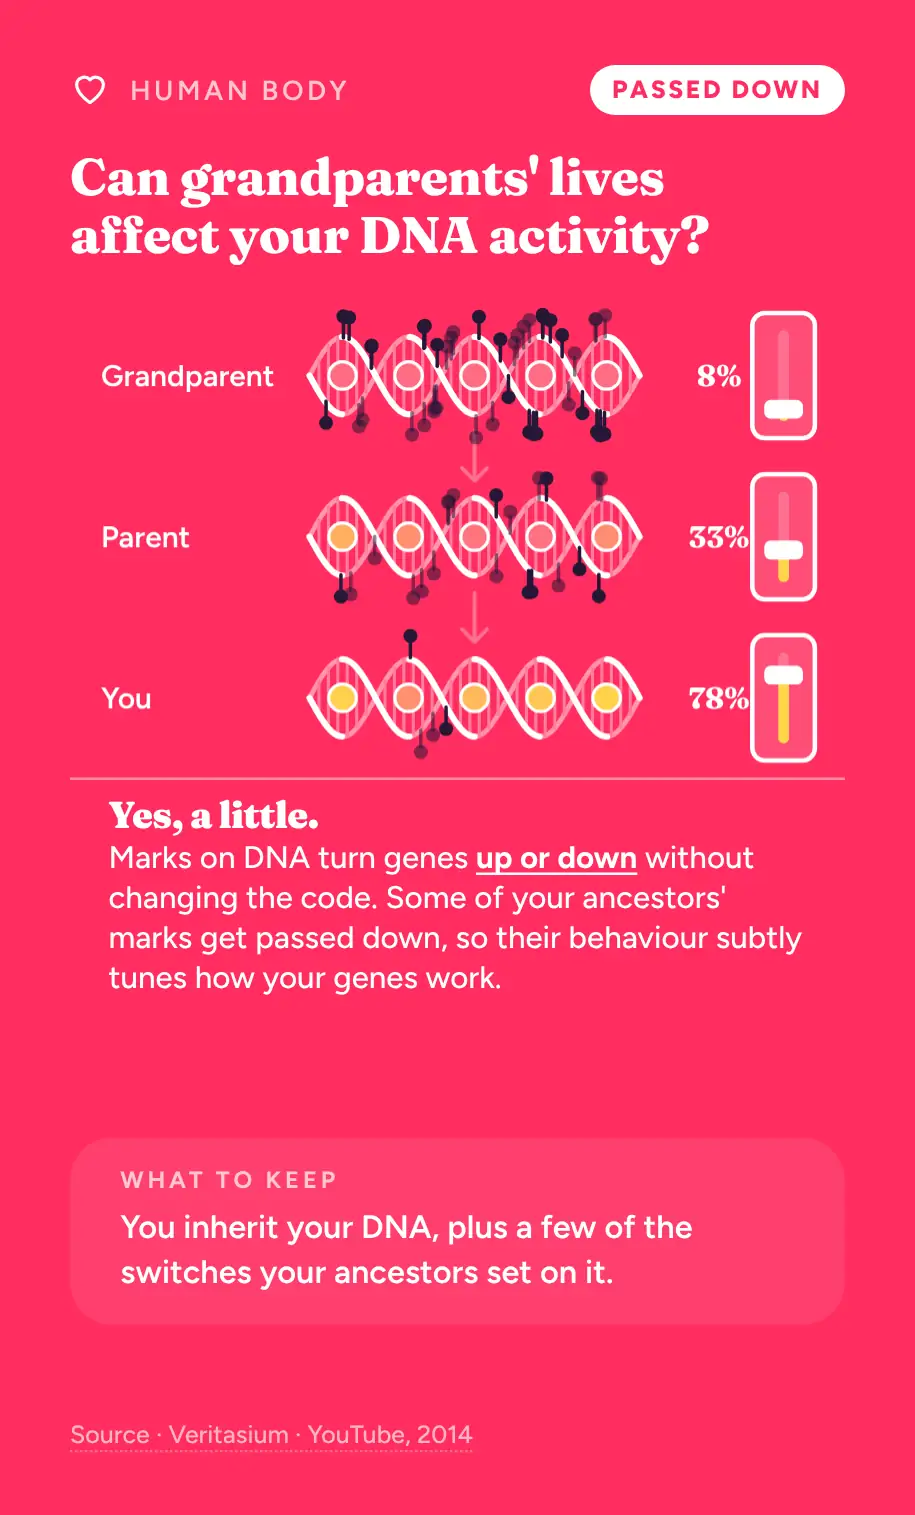 HUMAN BODY
PASSED DOWN
Can grandparents' lives
affect your DNA activity?
Grandparent
8%
Parent
33%
You
78%
Yes, a little.
Marks on DNA turn genes up or down without
changing the code. Some of your ancestors'
marks get passed down, so their behaviour subtly
tunes how your genes work.
WHAT TO KEEP
You inherit your DNA, plus a few of the
switches your ancestors set on it.
Source · Veritasium · YouTube, 2014